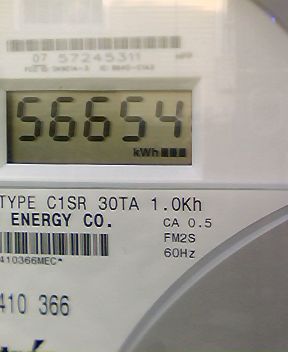 07 57245311
56654
kWh
TYPE C1SR 30TA 1.0Kh
ENERGY CO.
CA 0.5
FM2S
60Hz
410366MEC*
410 366